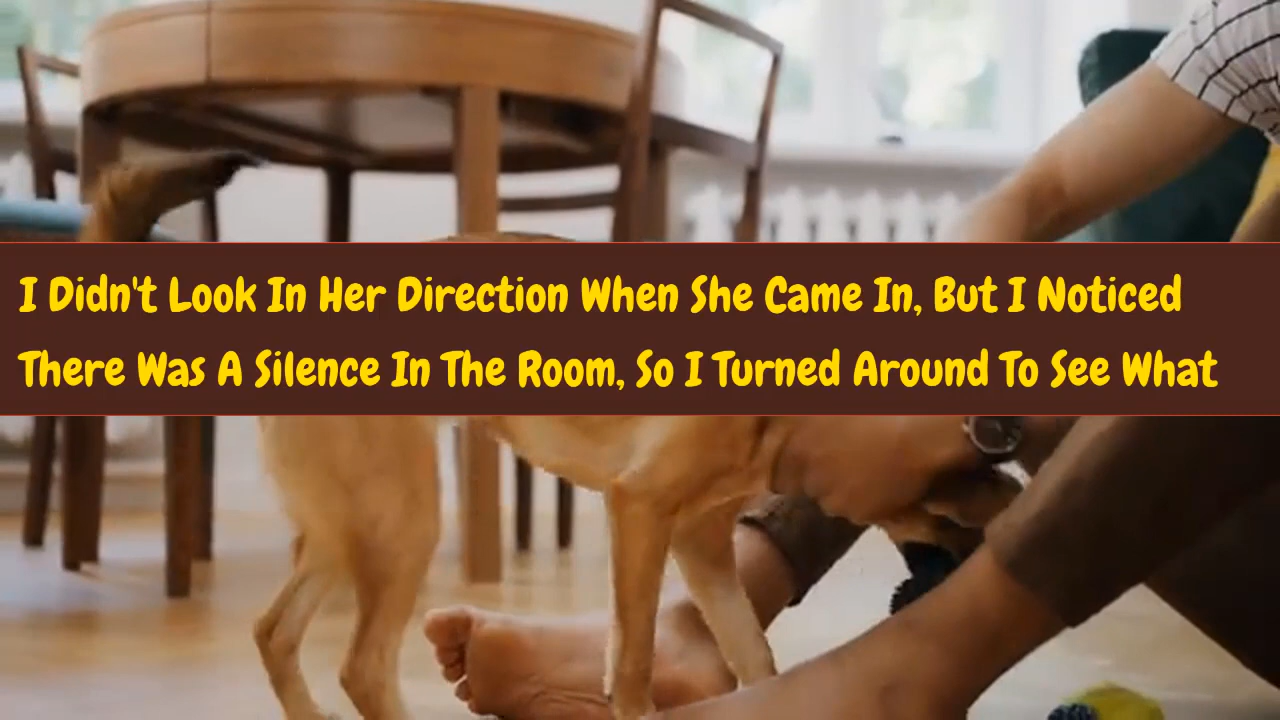 I Didn't Look In Her Direction When She Came In, But I Noticed
There Was A Silence In The Room, So I Turned Around To See What